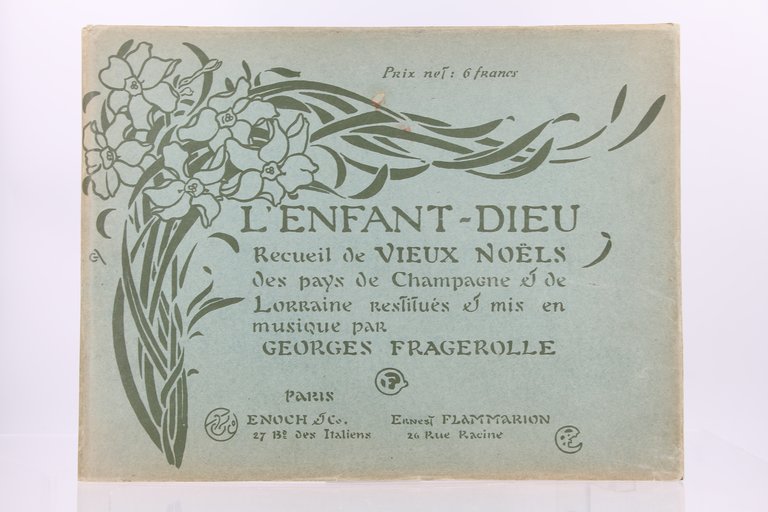 Prix net: 6 francs
L'ENFANT-DIEU
Recueil de VIEUX NOËLS
des pays de Champagne & de
Lorraine restitués & mis en
musique par
GEORGES FRAGEROLLE
PARIS
ENOCH & Co.
27 Bd des Italiens
Ernest FLAMMARION
26 Rue Racine